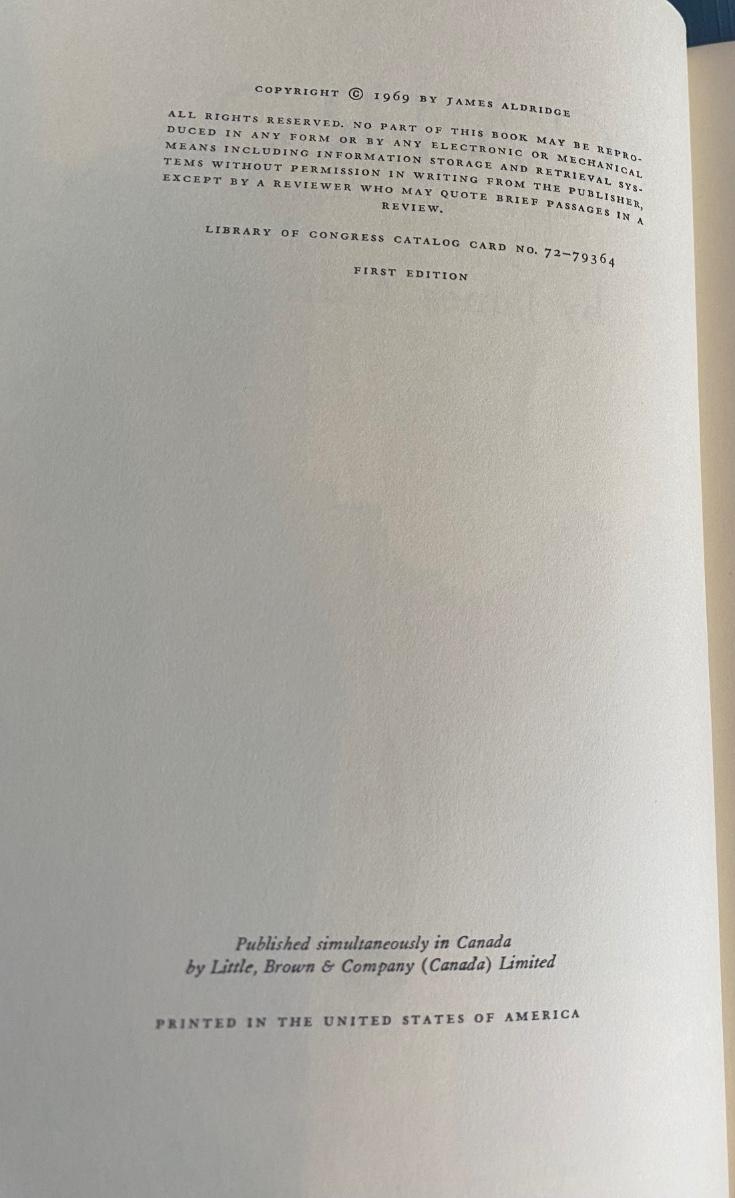 COPYRIGHT © 1969 BY JAMES ALDRIDGE
ALL RIGHTS RESERVED. NO PART OF THIS BOOK MAY BE REPRO-
DUCED IN ANY FORM OR BY ANY ELECTRONIC OR MECHANICAL
MEANS INCLUDING INFORMATION STORAGE AND RETRIEVAL SYS-
TEMS WITHOUT PERMISSION IN WRITING FROM THE PUBLISHER,
EXCEPT BY A REVIEWER WHO MAY QUOTE BRIEF PASSAGES IN A
REVIEW.
LIBRARY OF CONGRESS CATALOG CARD NO. 72–79364
FIRST EDITION
Published simultaneously in Canada
by Little, Brown & Company (Canada) Limited
PRINTED IN THE UNITED STATES OF AMERICA